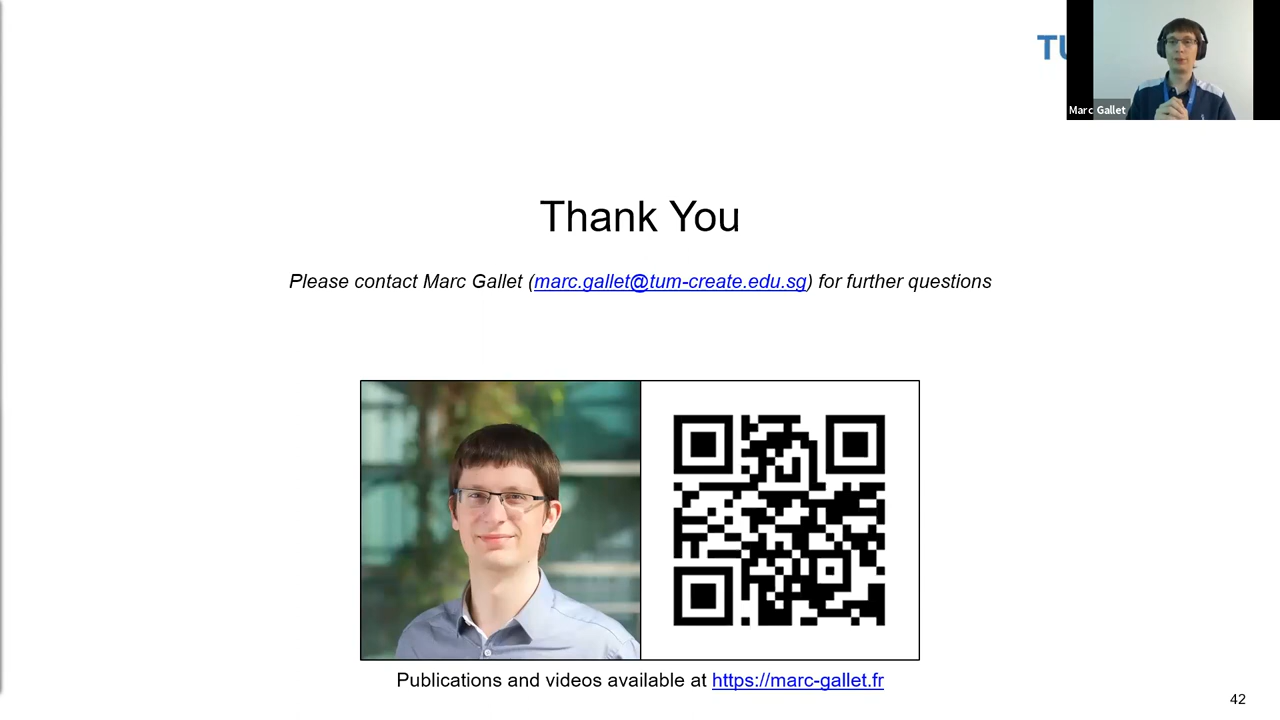 TU
Marc Gallet
Thank You
Please contact Marc Gallet (marc.gallet@tum-create.edu.sg) for further questions
Publications and videos available at https://marc-gallet.fr
42